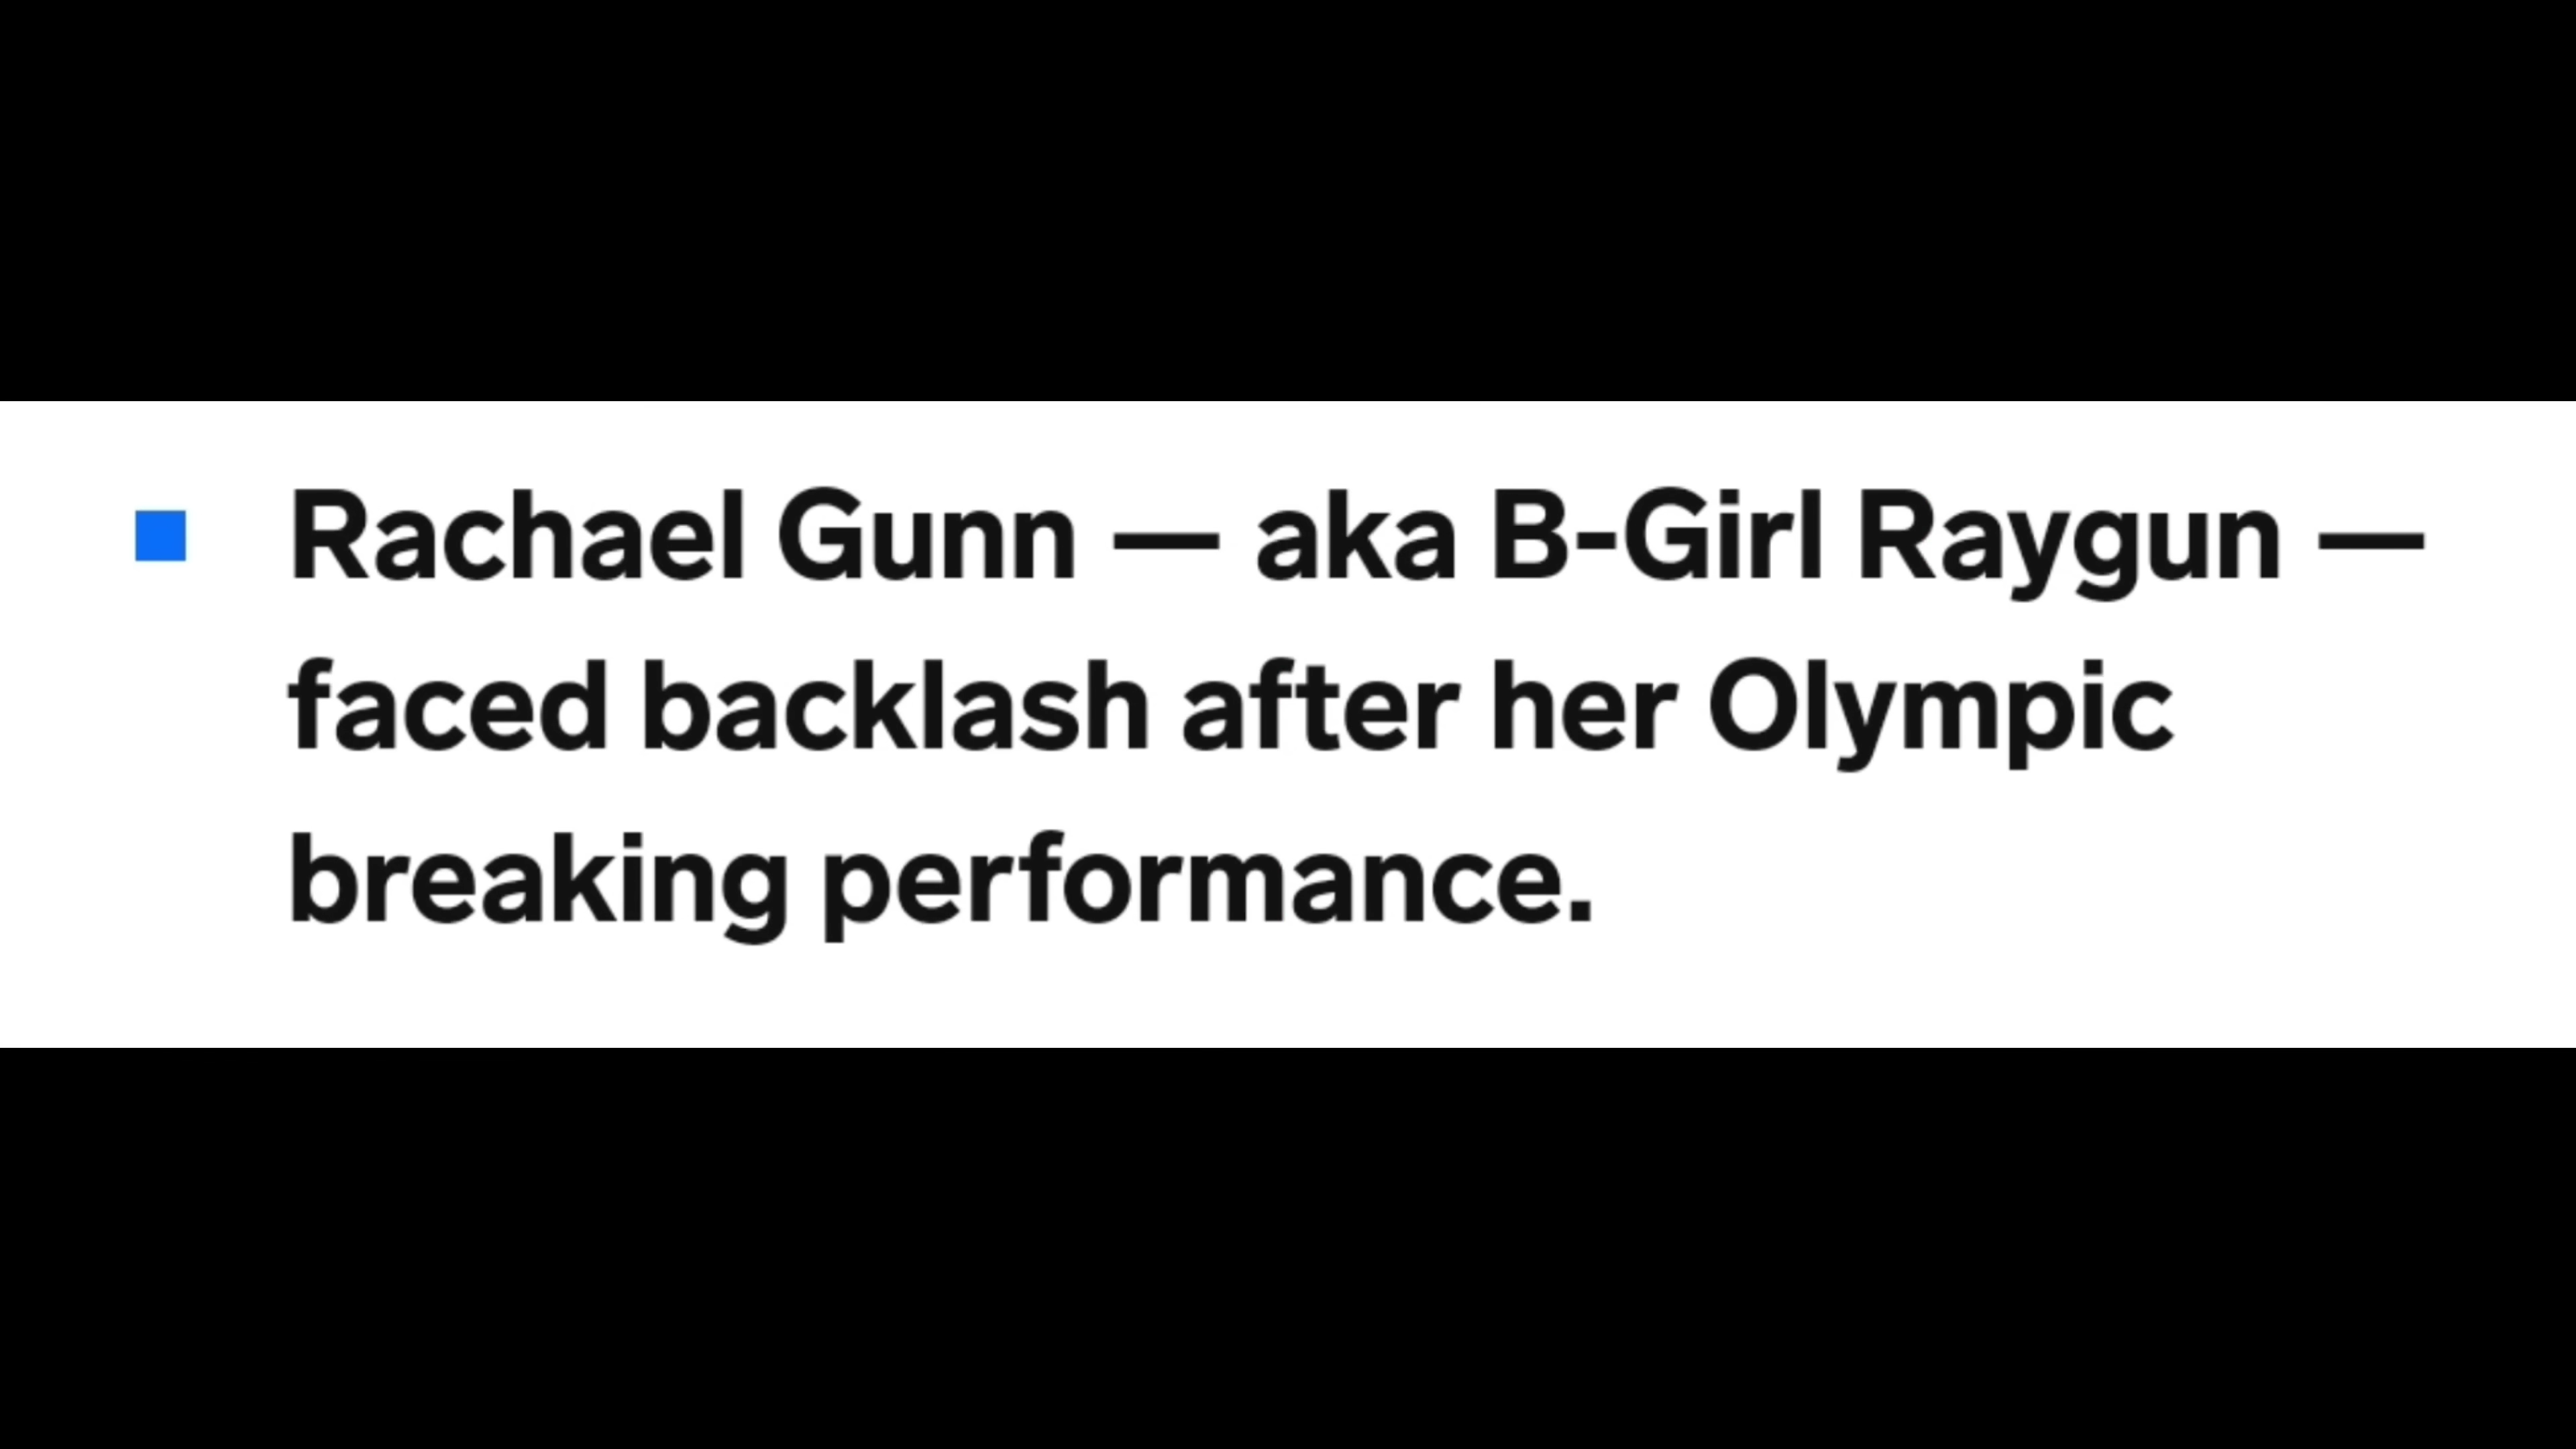 Rachael Gunn — aka B-Girl Raygun —
faced backlash after her Olympic
breaking performance.